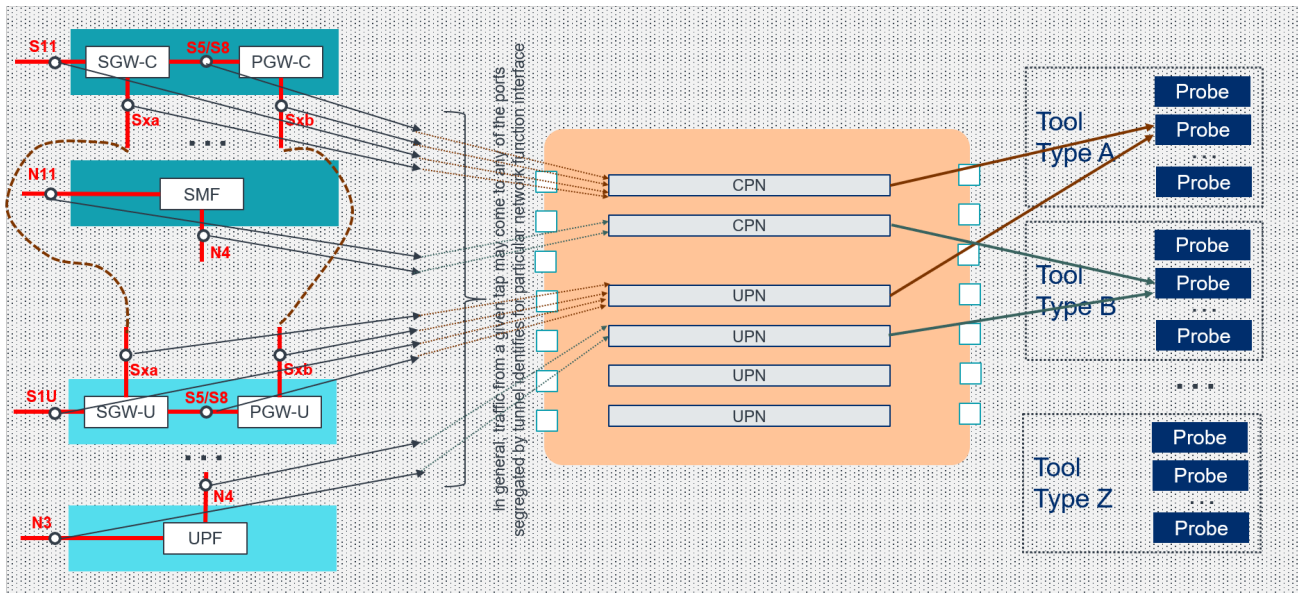 S11
SGW-C
S5/S8
PGW-C
Sxa
Sxb
...
N11
SMF
N4
Sxa
Sxb
S1U
SGW-U
S5/S8
PGW-U
...
N4
N3
UPF
In general, traffic from a given tap may come to any of the ports
segregated by tunnel identifies for particular network function interface
CPN
CPN
UPN
UPN
UPN
UPN
Tool
Type A
Probe
Probe
...
Probe
Tool
Type B
Probe
Probe
...
Probe
...
Tool
Type Z
Probe
Probe
...
Probe